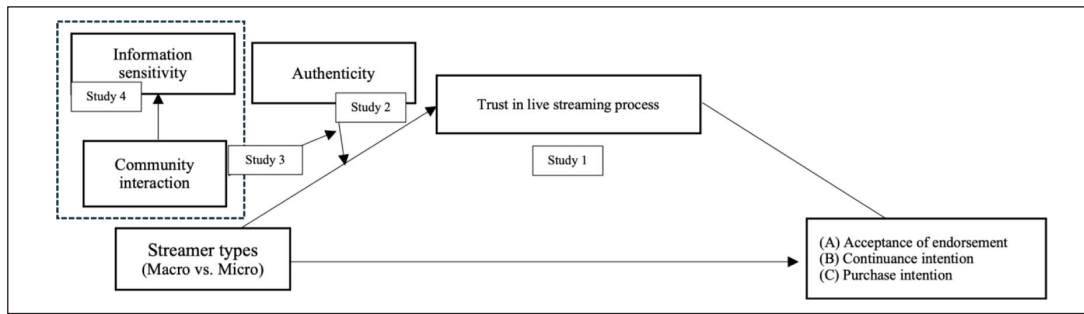 Information
sensitivity
Study 4
Authenticity
Study 2
Trust in live streaming process
Community
interaction
Study 3
Study 1
Streamer types
(Macro vs. Micro)
(A) Acceptance of endorsement
(B) Continuance intention
(C) Purchase intention